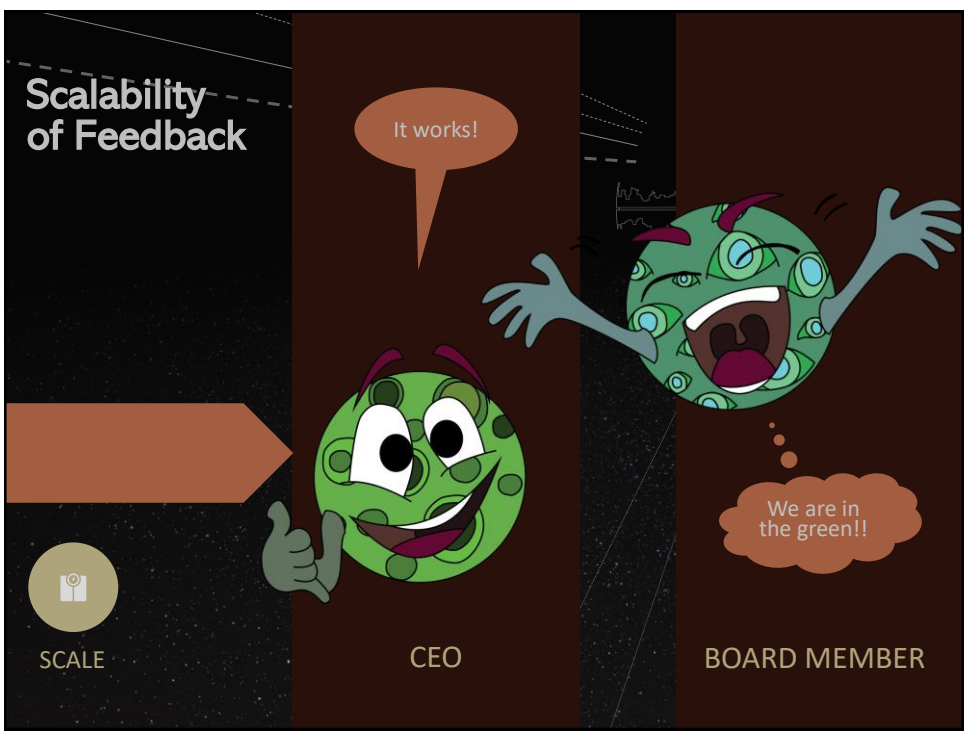 Scalability
of Feedback
It works!
We are in
the green!!
SCALE
CEO
BOARD MEMBER